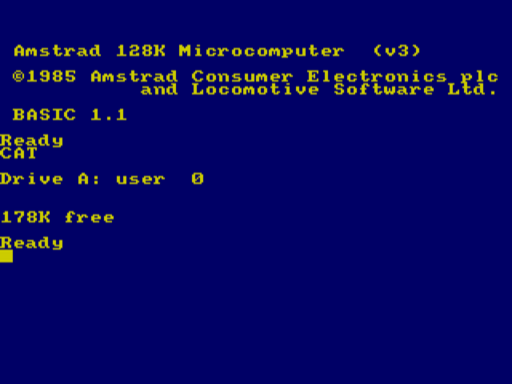 Amstrad 128K Microcomputer (v3)
©1985 Amstrad Consumer Electronics plc
and Locomotive Software Ltd.
BASIC 1.1
Ready
CAT
Drive A: user 0
178K free
Ready